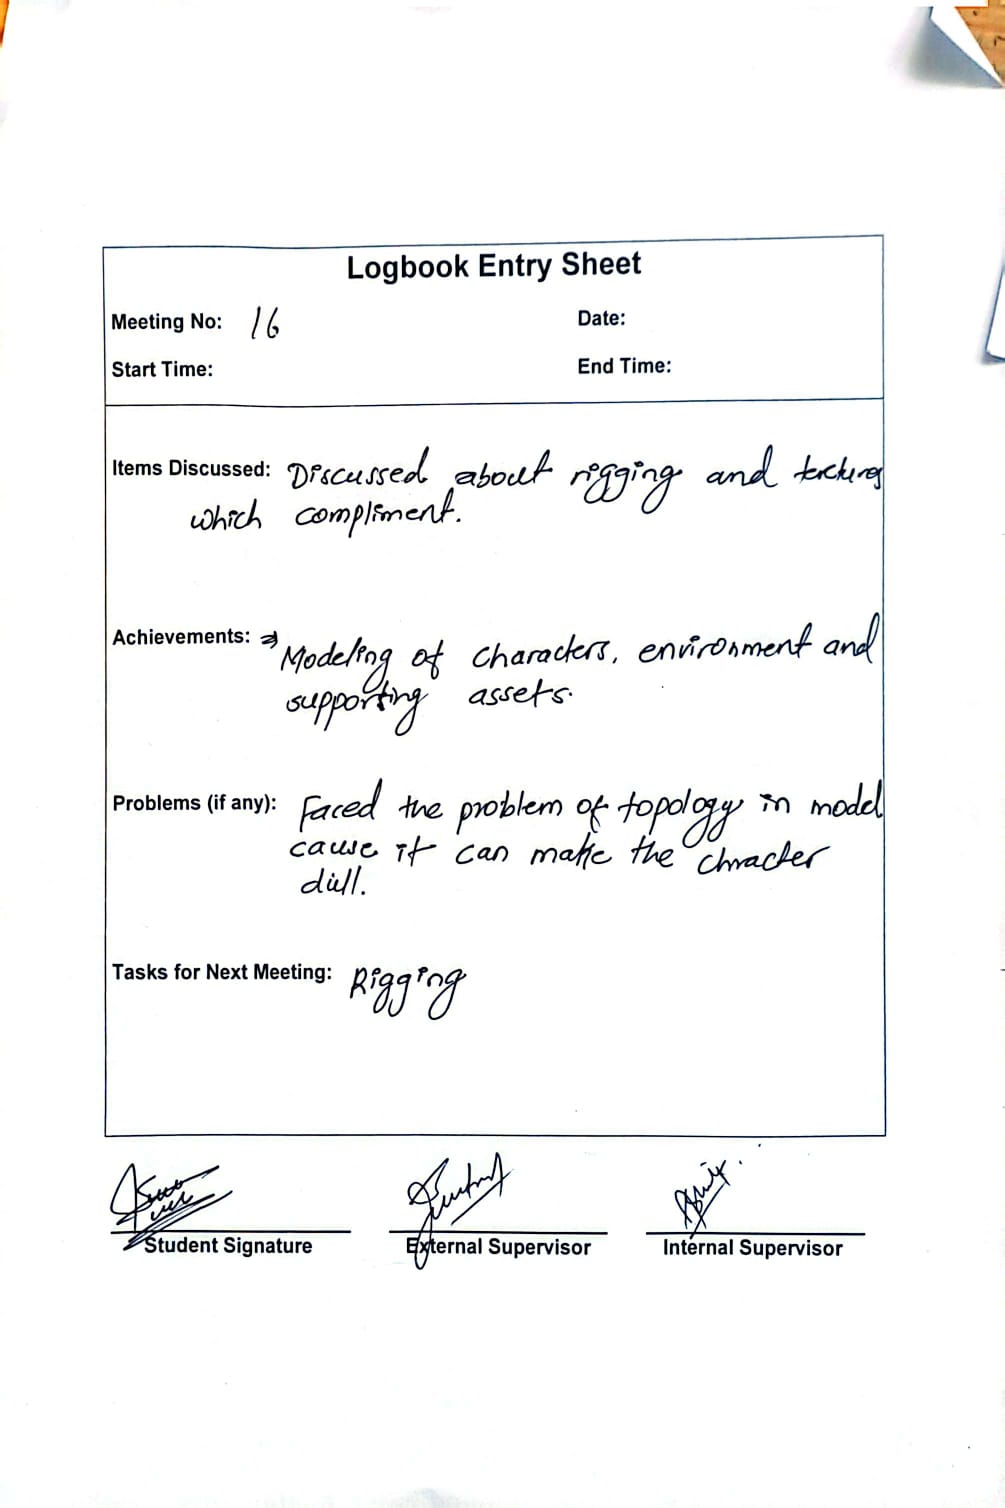 Logbook Entry Sheet
Meeting No: 16 Date:
Start Time: End Time:
Items Discussed: Discussed about rigging and textures
which compliment.
Achievements: → Modeling of characters, environment and
supporting assets.
Problems (if any): Faced the problem of topology in model
cause it can make the chracter
dull.
Tasks for Next Meeting: Rigging
Student Signature External Supervisor Internal Supervisor